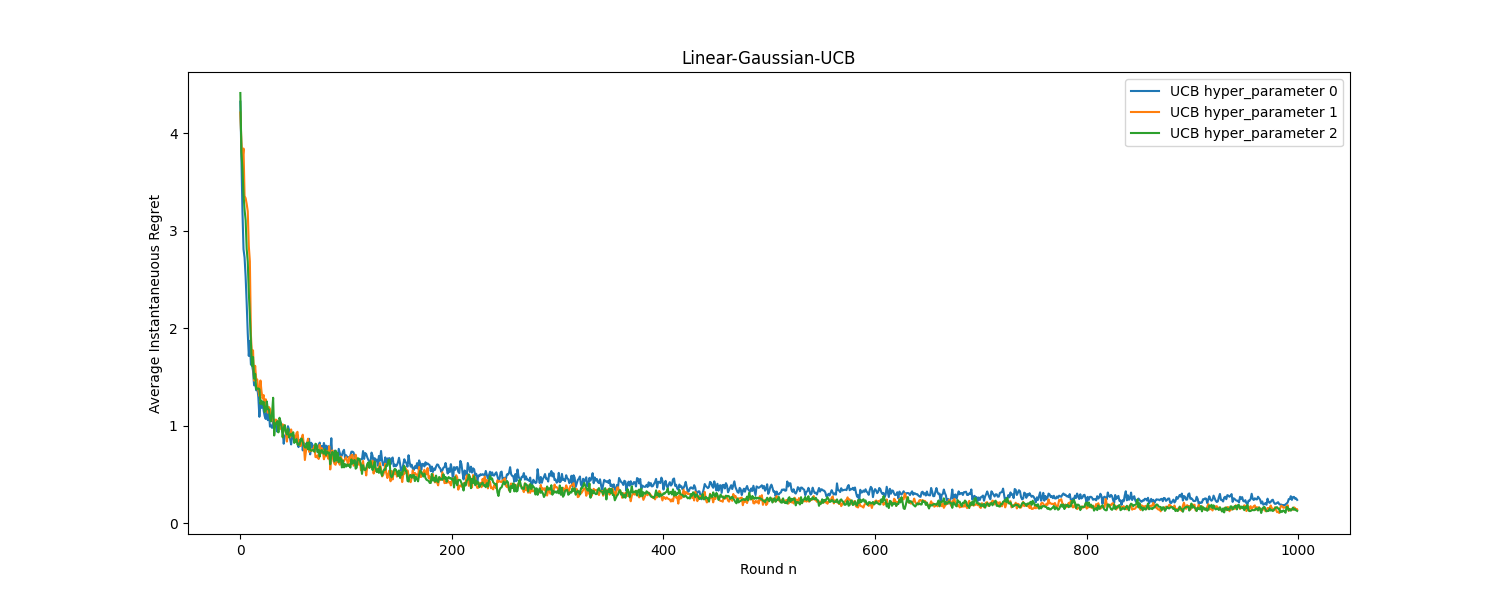 Linear-Gaussian-UCB
UCB hyper_parameter 0
UCB hyper_parameter 1
UCB hyper_parameter 2
Average Instantaneuous Regret
4
3
2
1
0
0 200 400 600 800 1000
Round n